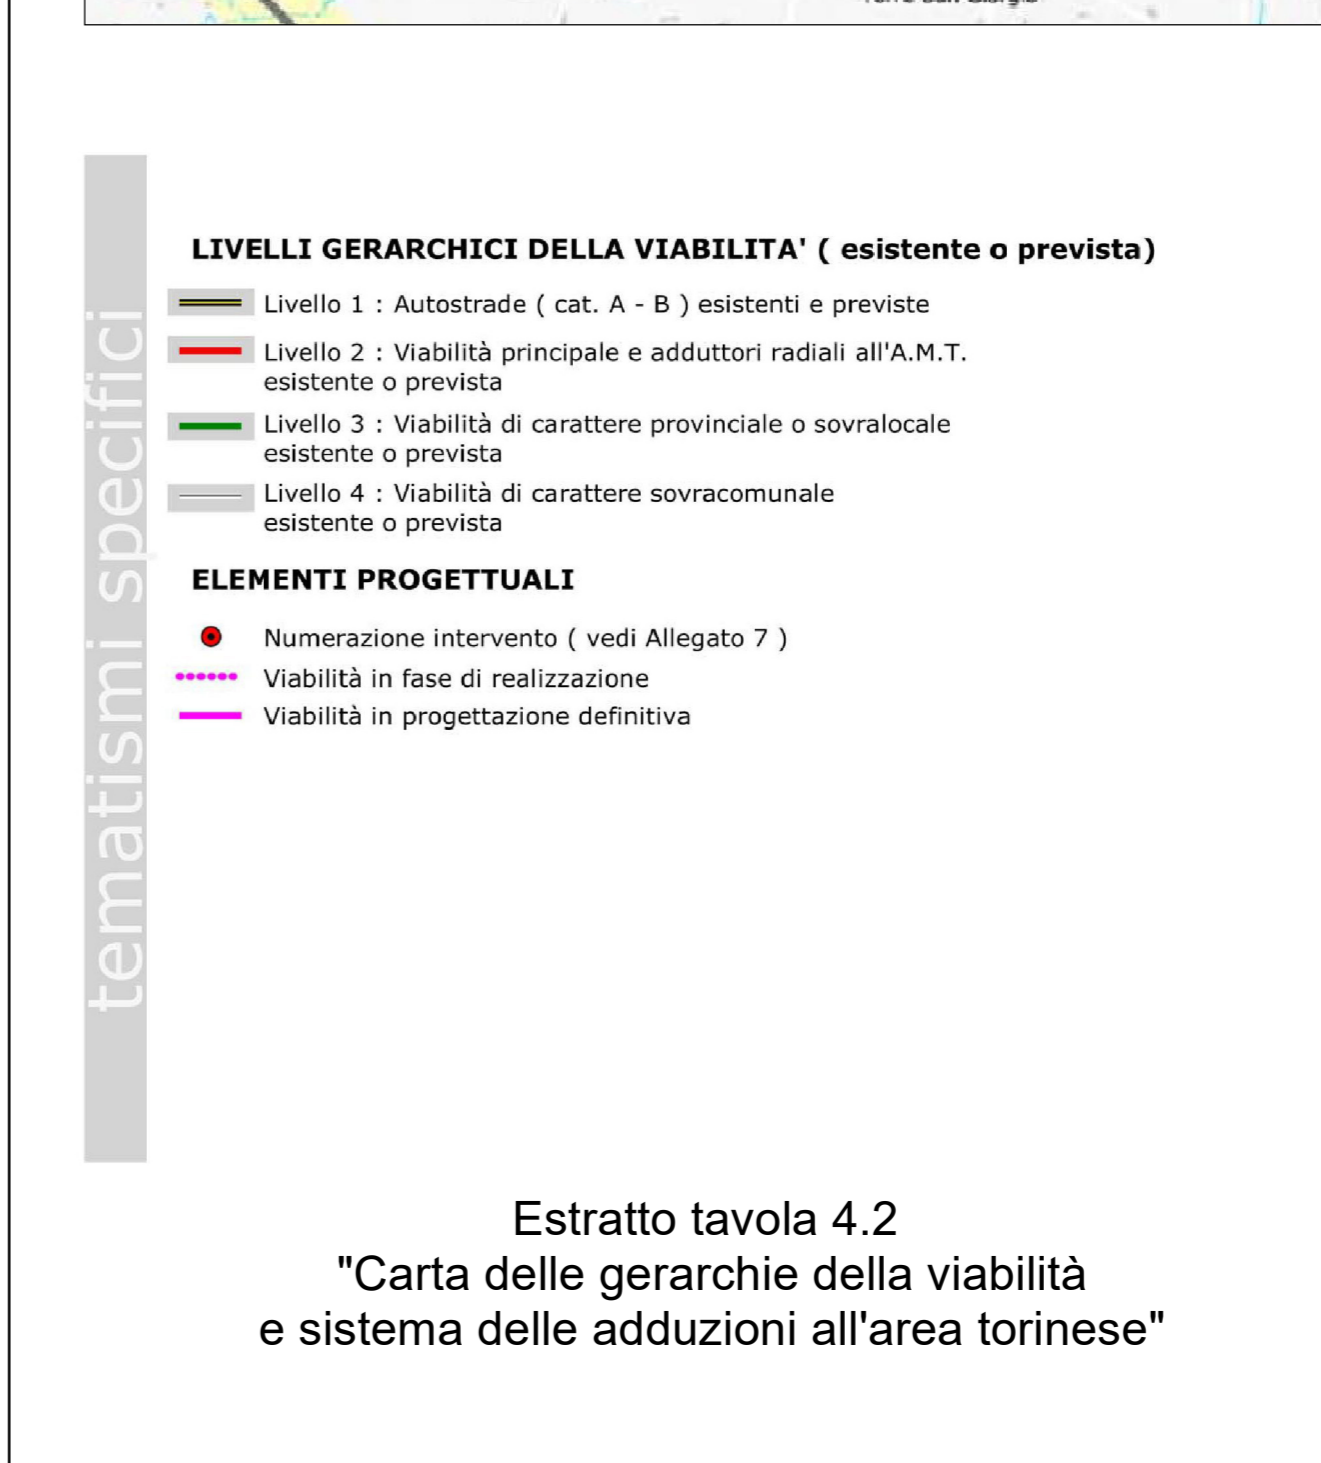 LIVELLI GERARCHICI DELLA VIABILITA' ( esistente o prevista)
Livello 1 : Autostrade ( cat. A - B ) esistenti e previste
Livello 2 : Viabilità principale e adduttori radiali all'A.M.T.
esistente o prevista
Livello 3 : Viabilità di carattere provinciale o sovralocale
esistente o prevista
Livello 4 : Viabilità di carattere sovracomunale
esistente o prevista
ELEMENTI PROGETTUALI
Numerazione intervento ( vedi Allegato 7 )
Viabilità in fase di realizzazione
Viabilità in progettazione definitiva
tematismi specifici
Estratto tavola 4.2
"Carta delle gerarchie della viabilità
e sistema delle adduzioni all'area torinese"